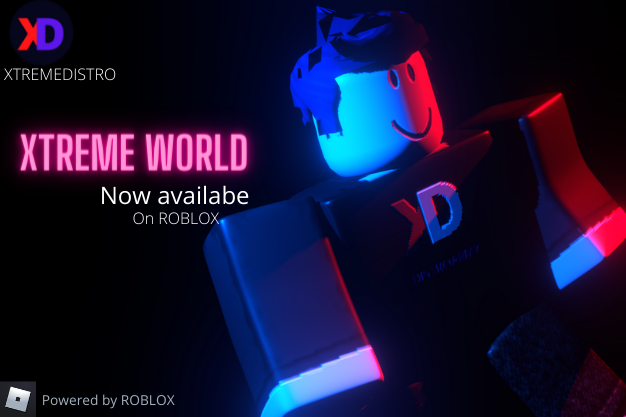 XD
XTREMEDISTRO
XTREME WORLD
Now availabe
On ROBLOX
XD
Powered by ROBLOX